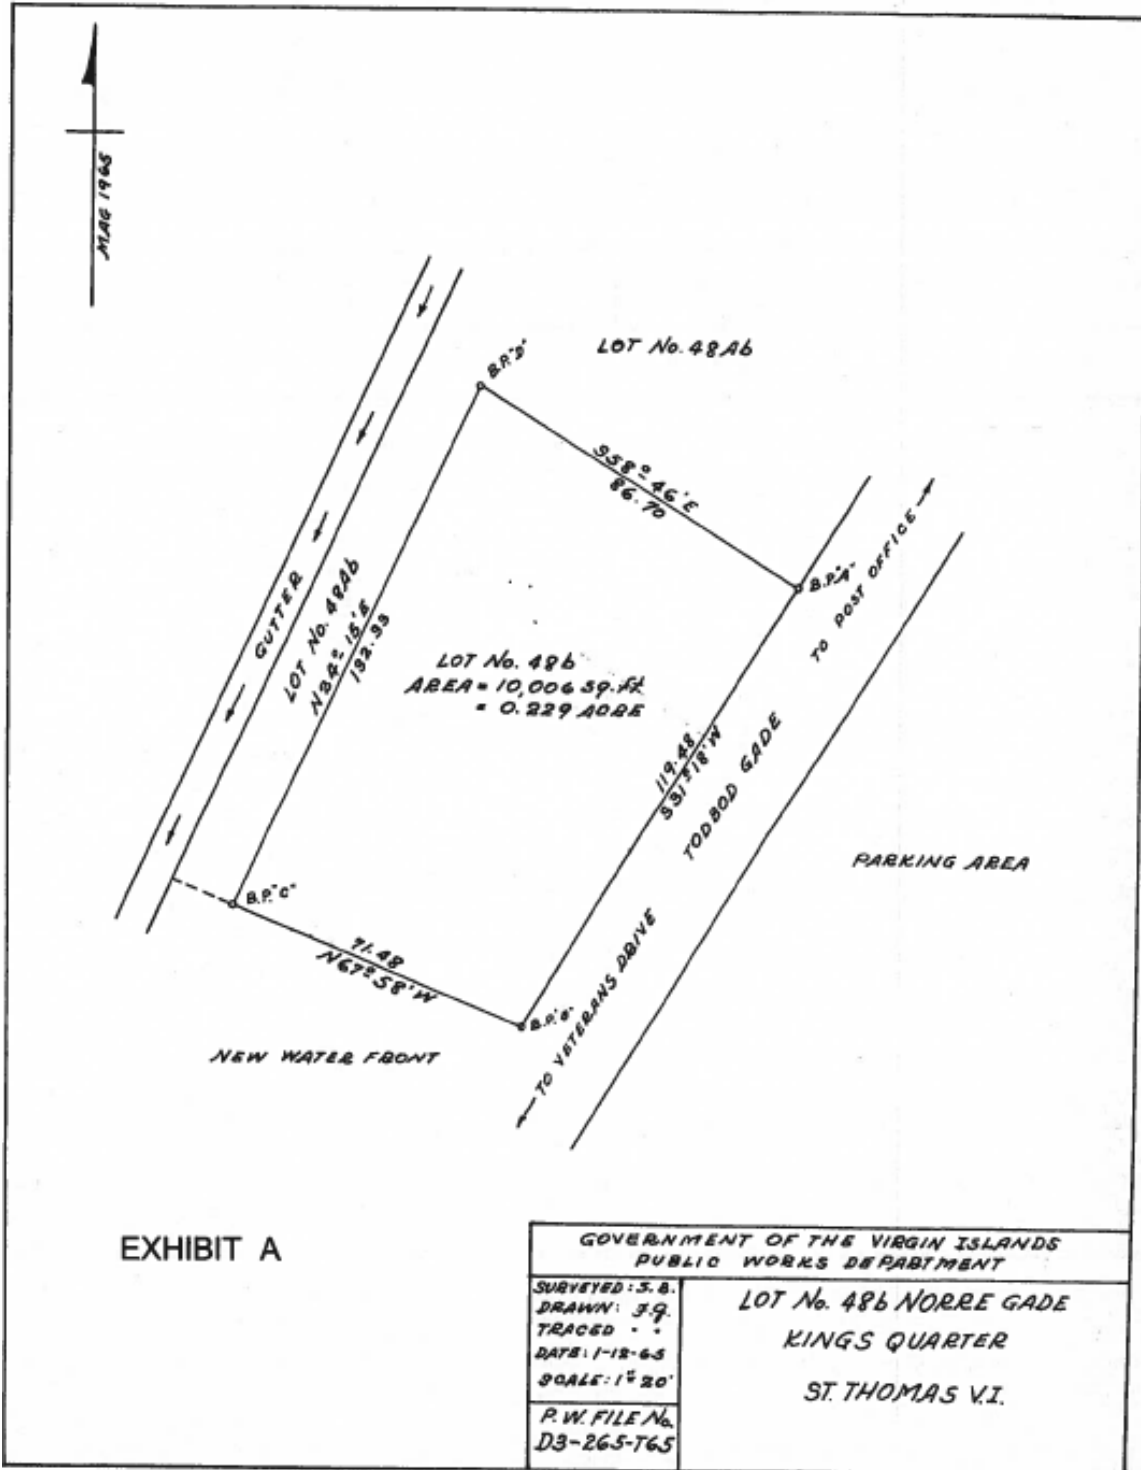 MAG 1965
LOT No. 48Ab
B.P."D"
S58° 46' E
86.70
B.P."A"
TO POST OFFICE
GUTTER
LOT No. 48Ab
N24° 15' E
132.33
LOT No. 48b
AREA = 10,006 sq. ft
= 0.229 ACRE
119.48
S31° 18' W
TODBOD GADE
PARKING AREA
B.P."C"
71.48
N67° 58' W
B.P."B"
TO VETERANS DRIVE
NEW WATER FRONT
EXHIBIT A
GOVERNMENT OF THE VIRGIN ISLANDS
PUBLIC WORKS DEPARTMENT
SURVEYED: S.B.
DRAWN: F.G.
TRACED " "
DATE: 1-12-65
SCALE: 1" 20'
P.W. FILE No.
D3-265-T65
LOT No. 48b NORRE GADE
KINGS QUARTER
ST. THOMAS V.I.